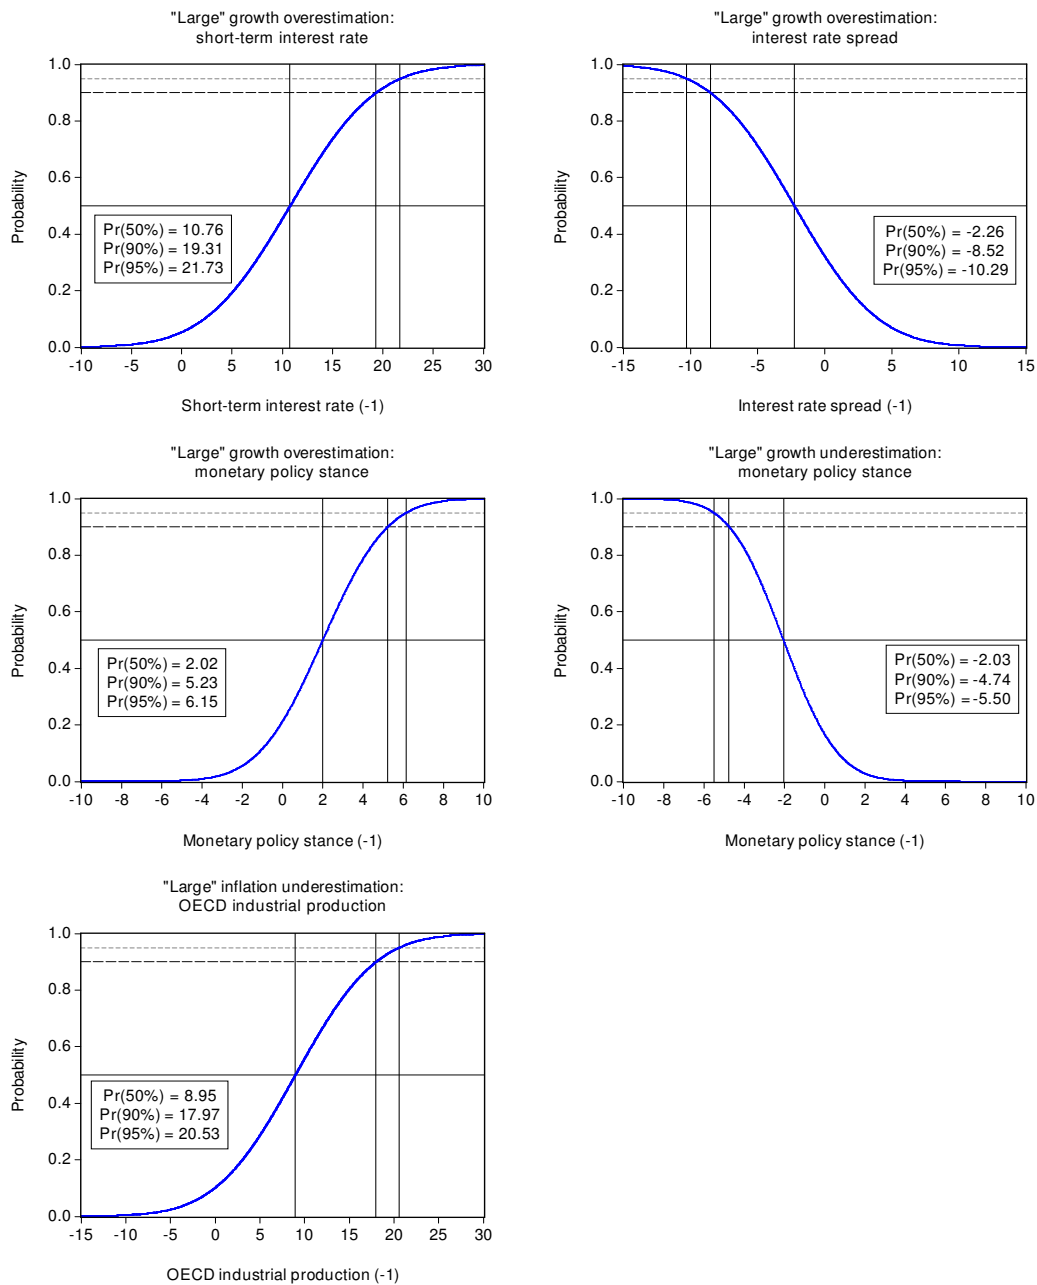 "Large" growth overestimation:
short-term interest rate
Probability
1.0
0.8
0.6
0.4
0.2
0.0
Pr(50%) = 10.76
Pr(90%) = 19.31
Pr(95%) = 21.73
-10 -5 0 5 10 15 20 25 30
Short-term interest rate (-1)
"Large" growth overestimation:
interest rate spread
Probability
1.0
0.8
0.6
0.4
0.2
0.0
Pr(50%) = -2.26
Pr(90%) = -8.52
Pr(95%) = -10.29
-15 -10 -5 0 5 10 15
Interest rate spread (-1)
"Large" growth overestimation:
monetary policy stance
Probability
1.0
0.8
0.6
0.4
0.2
0.0
Pr(50%) = 2.02
Pr(90%) = 5.23
Pr(95%) = 6.15
-10 -8 -6 -4 -2 0 2 4 6 8 10
Monetary policy stance (-1)
"Large" growth underestimation:
monetary policy stance
Probability
1.0
0.8
0.6
0.4
0.2
0.0
Pr(50%) = -2.03
Pr(90%) = -4.74
Pr(95%) = -5.50
-10 -8 -6 -4 -2 0 2 4 6 8 10
Monetary policy stance (-1)
"Large" inflation underestimation:
OECD industrial production
Probability
1.0
0.8
0.6
0.4
0.2
0.0
Pr(50%) = 8.95
Pr(90%) = 17.97
Pr(95%) = 20.53
-15 -10 -5 0 5 10 15 20 25 30
OECD industrial production (-1)